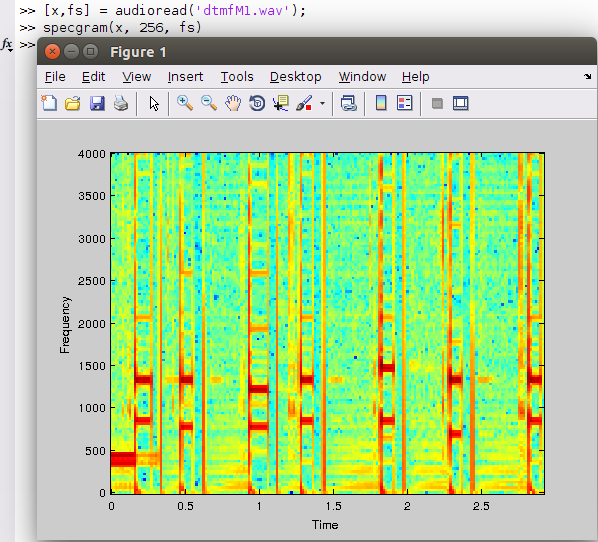 >> [x,fs] = audioread('dtmfM1.wav');
>> specgram(x, 256, fs)
fx >>
Figure 1
File Edit View Insert Tools Desktop Window Help
4000
3500
3000
2500
2000
1500
1000
500
0
Frequency
0 0.5 1 1.5 2 2.5
Time